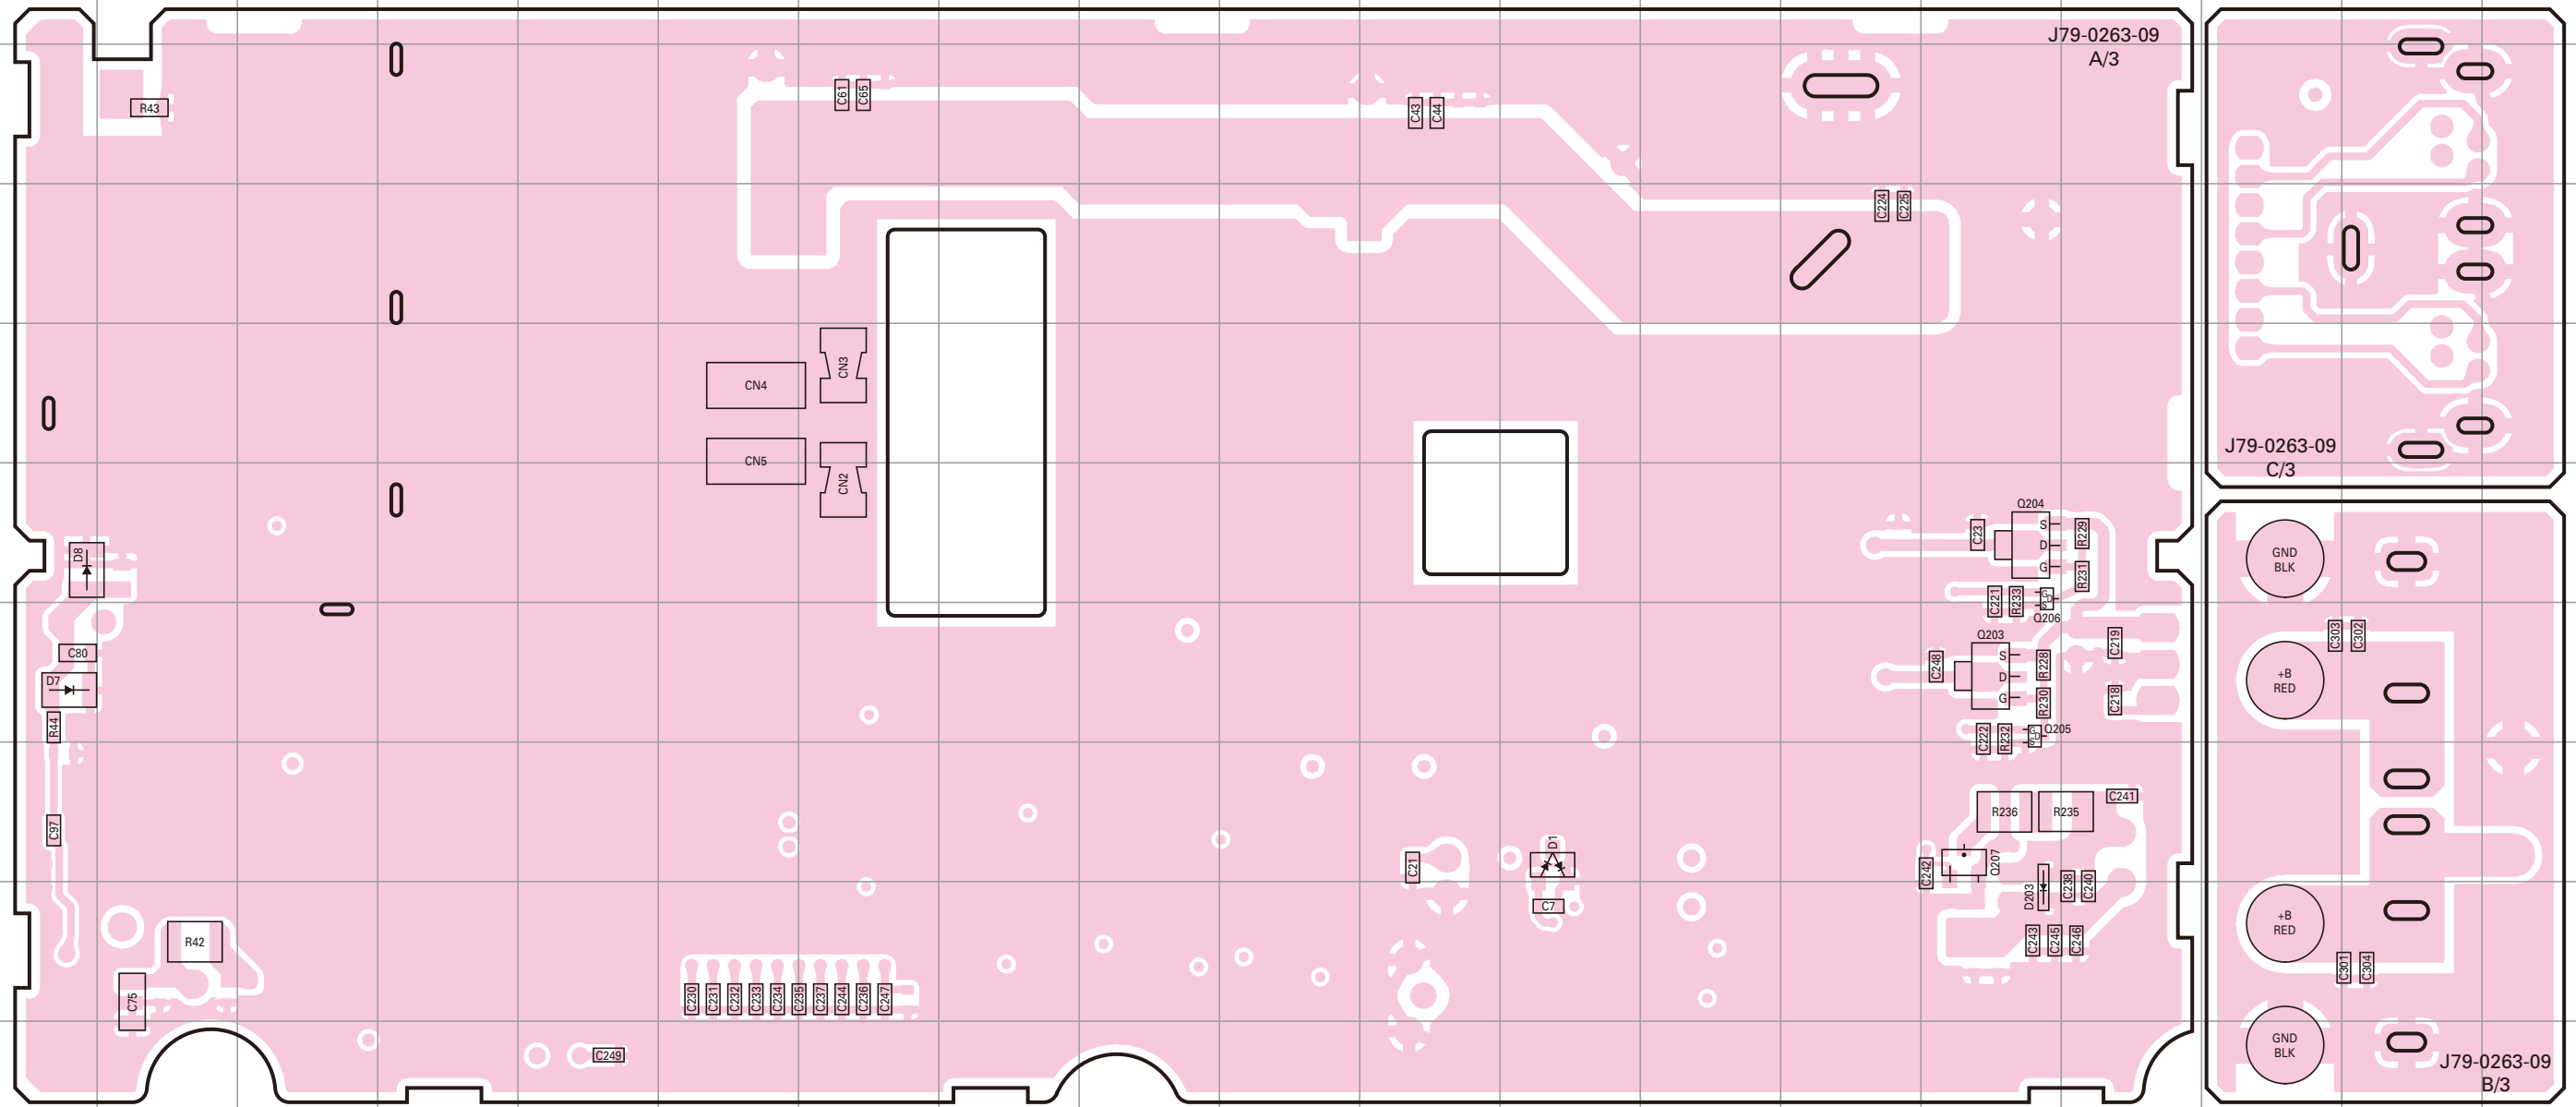 J79-0263-09
A/3
R43
C61
C65
C43
C44
C224
C225
CN4
CN3
CN5
CN2
J79-0263-09
C/3
Q204
S
D
G
C23
R229
R231
C221
R233
G
D
S
Q206
D8
C80
D7
R44
C97
Q203
S
D
G
C248
R228
R230
C219
C218
C222
R232
G
D
S
Q205
R236
R235
C241
C242
Q207
D203
C238
C240
C243
C245
C246
C21
D1
C7
R42
C75
C230
C231
C232
C233
C234
C235
C237
C244
C236
C247
C249
GND
BLK
C303
C302
+B
RED
+B
RED
C301
C304
GND
BLK
J79-0263-09
B/3